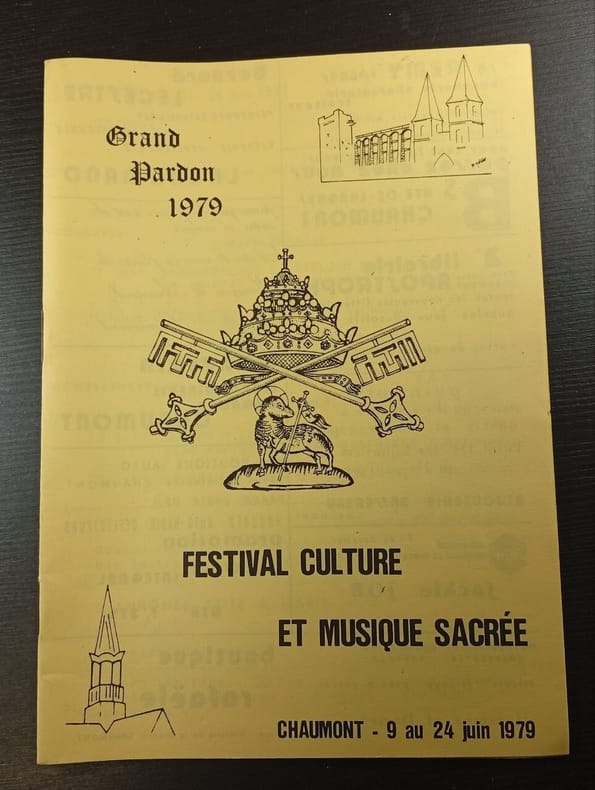 Grand
Pardon
1979
FESTIVAL CULTURE
ET MUSIQUE SACRÉE
CHAUMONT - 9 au 24 juin 1979